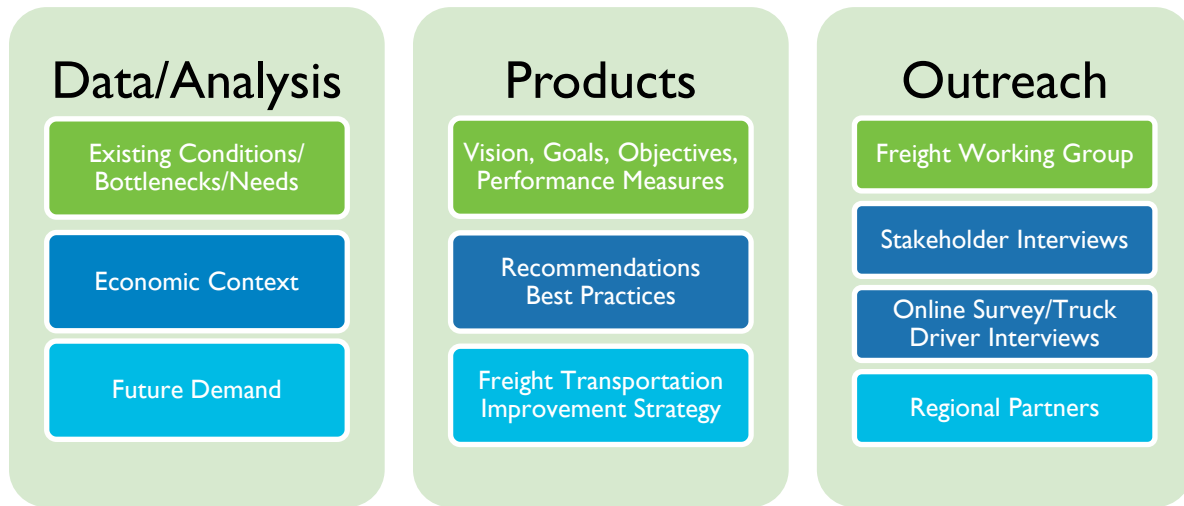 Data/Analysis
Existing Conditions/
Bottlenecks/Needs
Economic Context
Future Demand
Products
Vision, Goals, Objectives,
Performance Measures
Recommendations
Best Practices
Freight Transportation
Improvement Strategy
Outreach
Freight Working Group
Stakeholder Interviews
Online Survey/Truck
Driver Interviews
Regional Partners